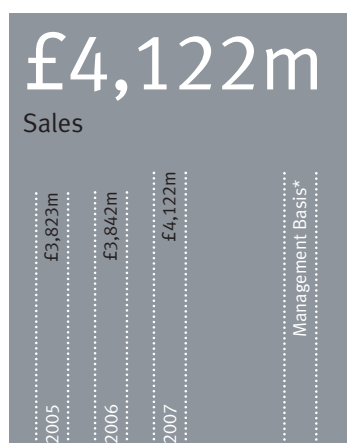 £4,122m
Sales
2005 £3,823m
2006 £3,842m
2007 £4,122m
Management Basis*